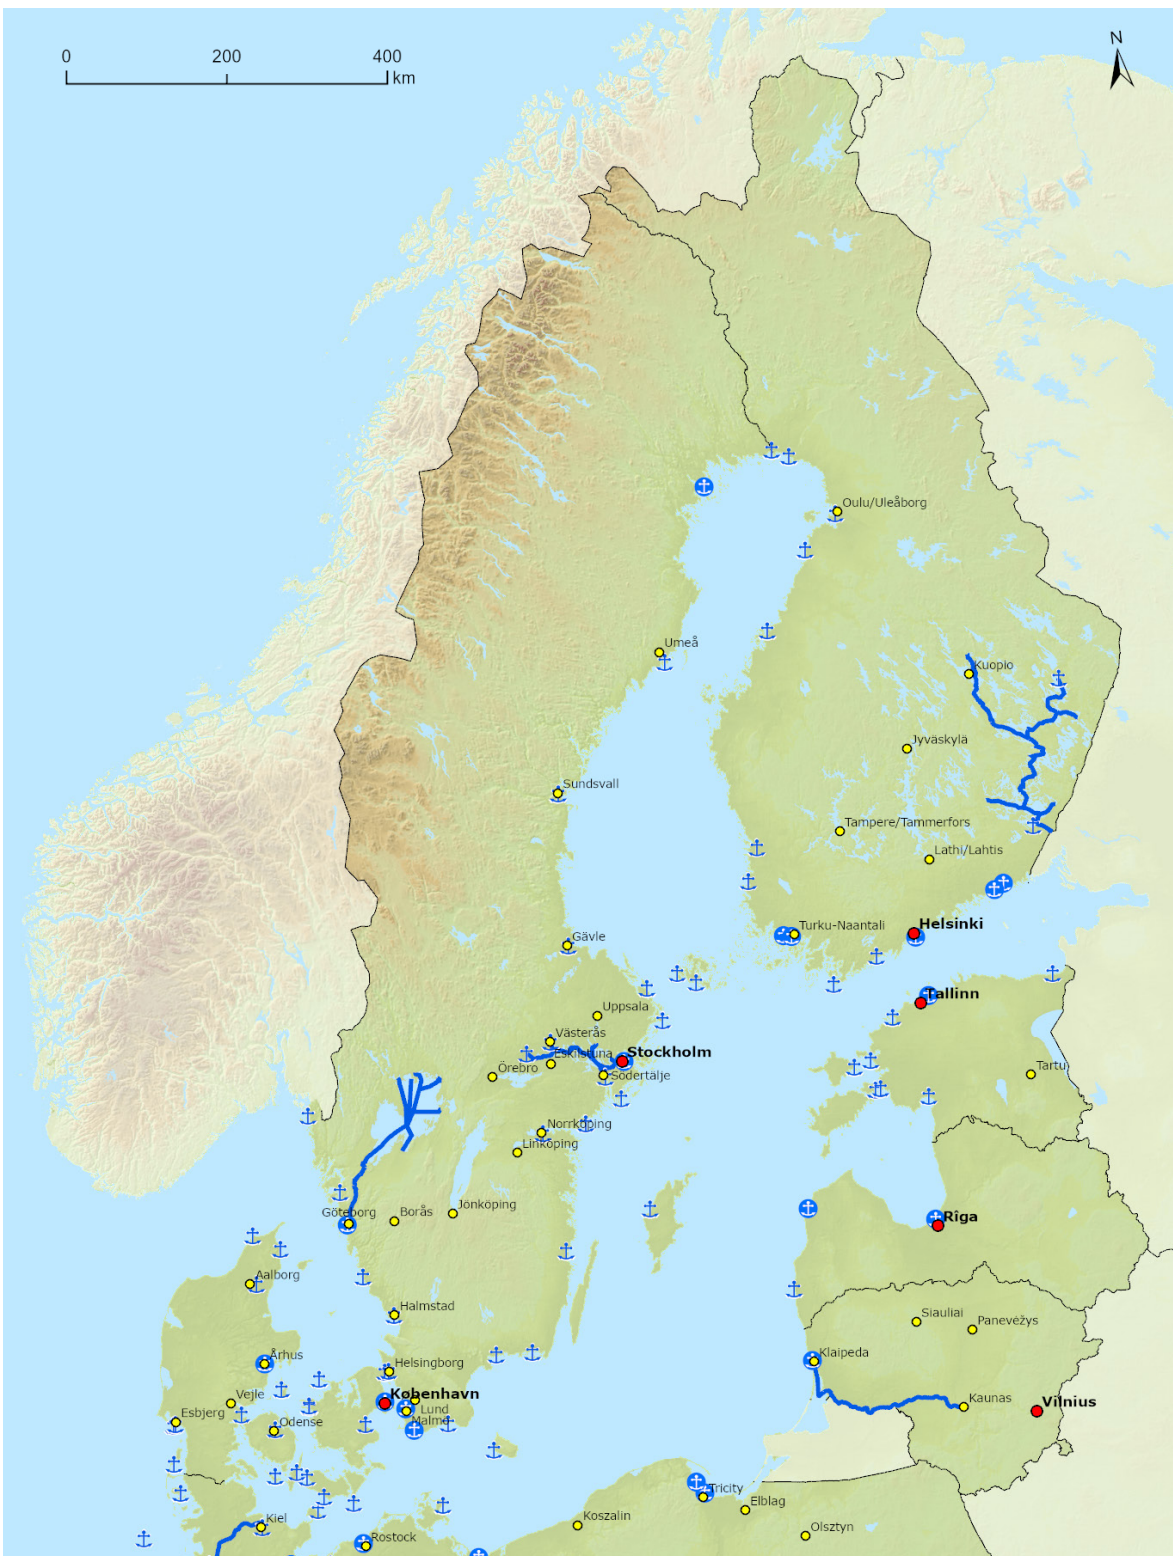 N
0 200 400
km
Oulu/Uleåborg
Umeå
Kuopio
Jyväskylä
Sundsvall
Tampere/Tammerfors
Lathi/Lahtis
Gävle
Turku-Naantali
Helsinki
Tallinn
Uppsala
Västerås
Eskilstuna
Stockholm
Örebro
Södertälje
Tartu
Norrköping
Linköping
Göteborg
Borås
Jönköping
Rîga
Aalborg
Halmstad
Siauliai
Panevėžys
Århus
Helsingborg
Klaipeda
København
Vejle
Lund
Malmö
Kaunas
Vilnius
Esbjerg
Odense
Tricity
Elblag
Kiel
Koszalin
Rostock
Olsztyn